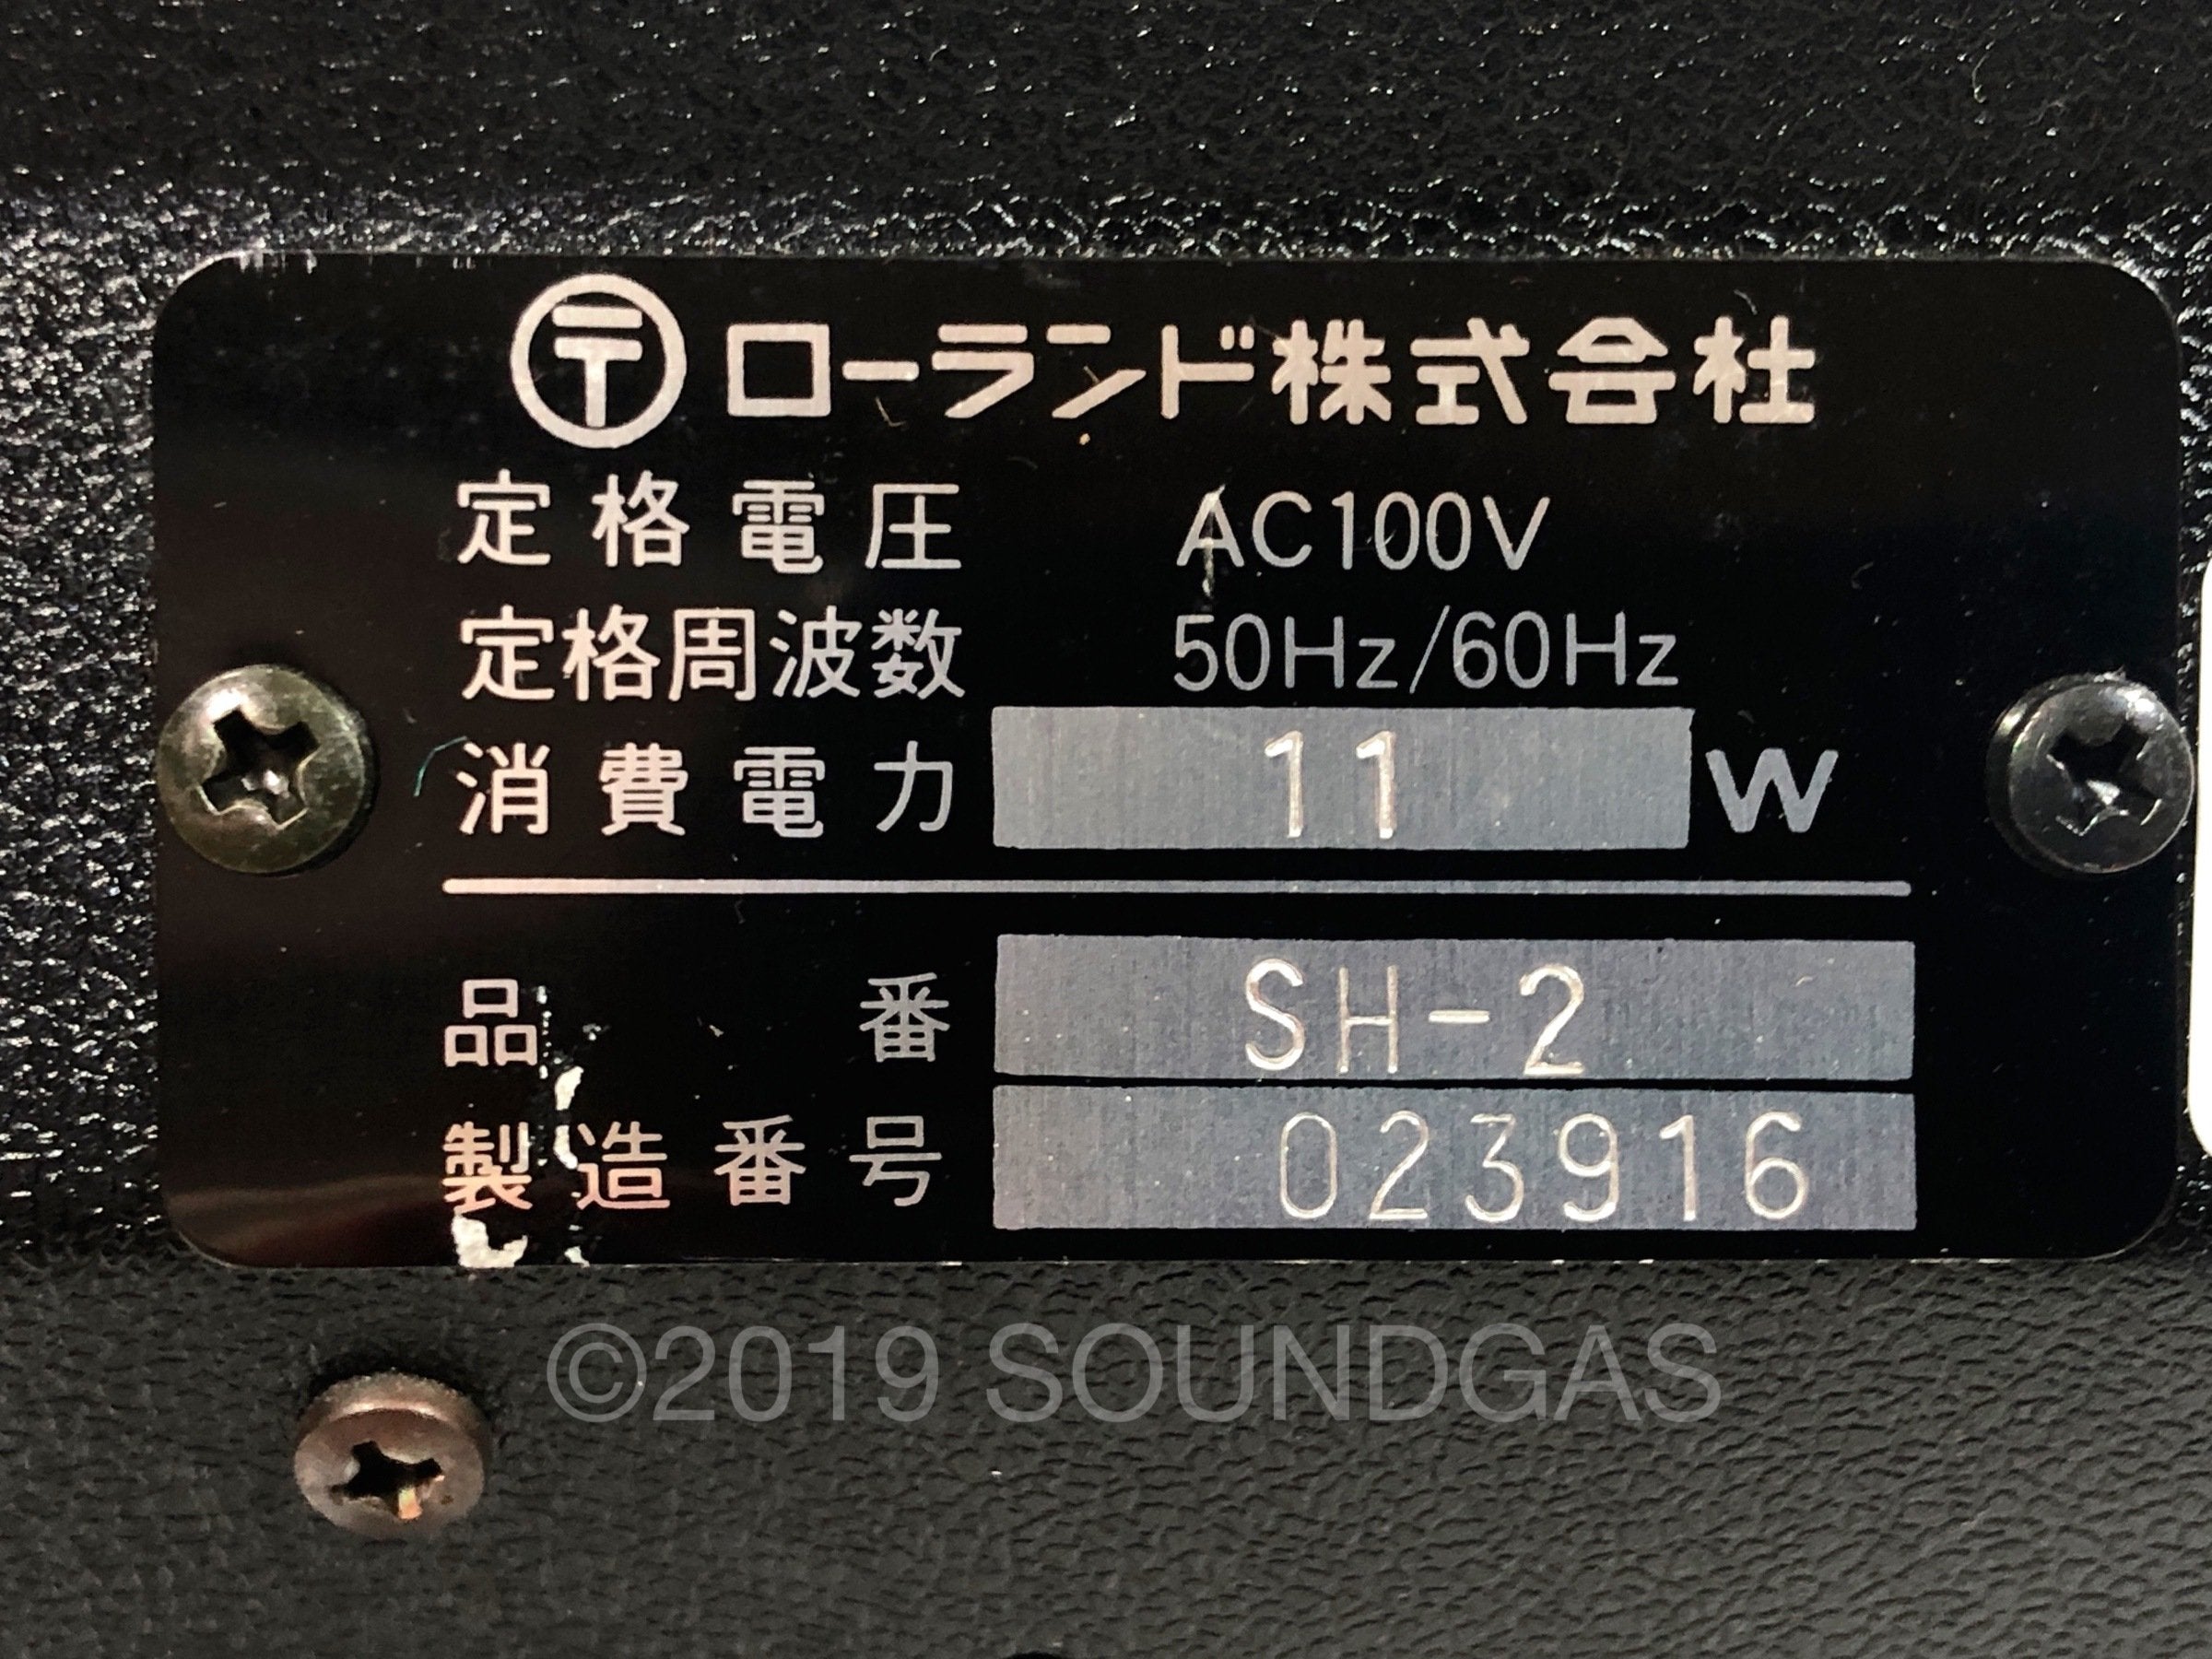 〒ローランド株式会社
定格電圧 AC100V
定格周波数 50Hz/60Hz
消費電力 11 W
品番 SH-2
製造番号 023916
©2019 SOUNDGAS